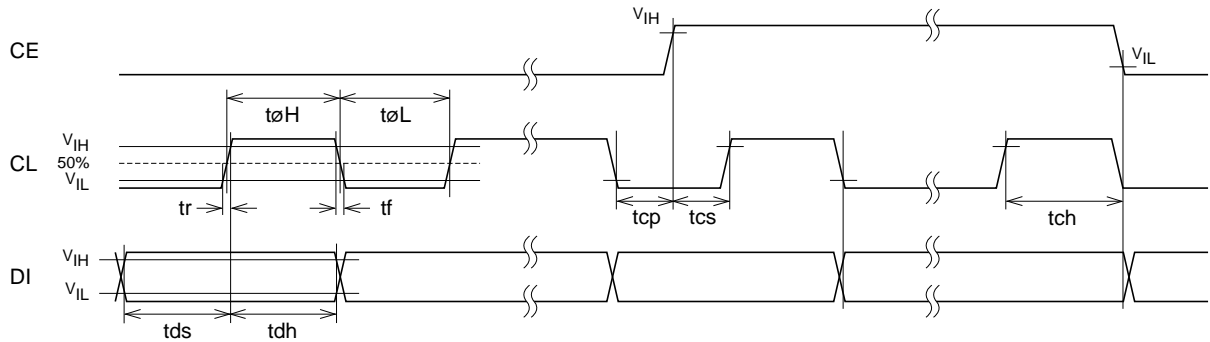 V_IH
CE
V_IL
tøH
tøL
V_IH
CL
50%
V_IL
tr
tf
tcp
tcs
tch
V_IH
DI
V_IL
tds
tdh